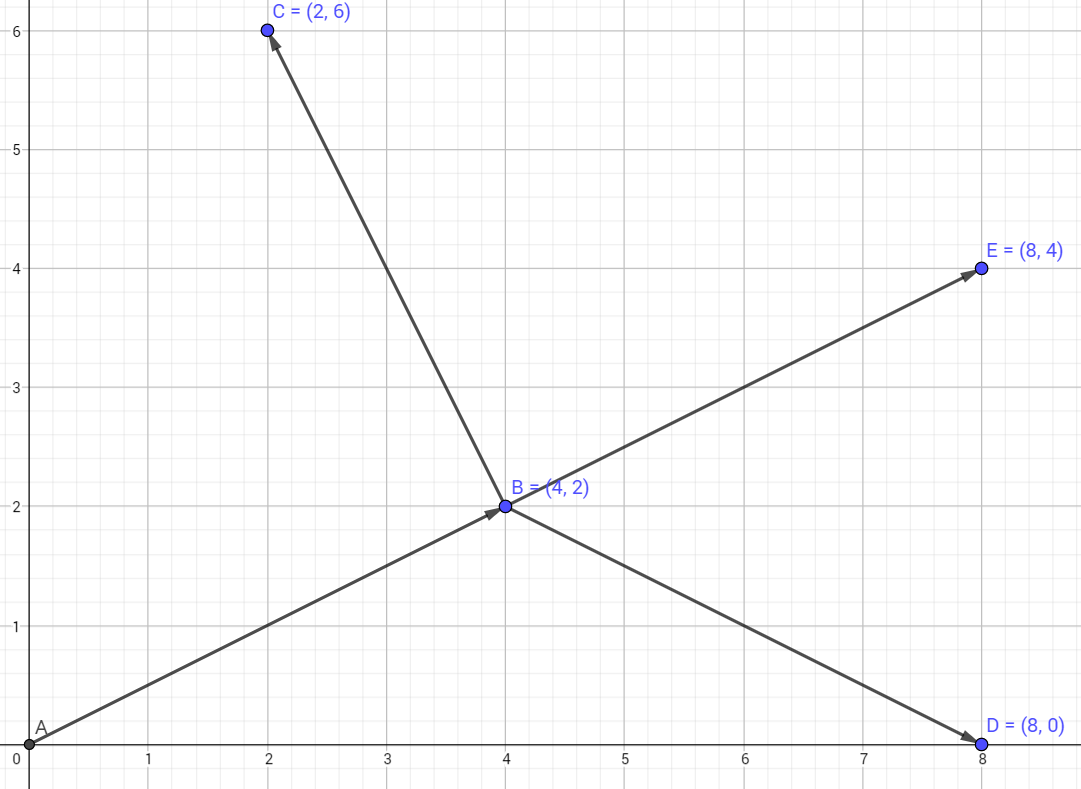 C = (2, 6)
6
5
E = (8, 4)
4
3
B = (4, 2)
2
1
A
D = (8, 0)
0 1 2 3 4 5 6 7 8